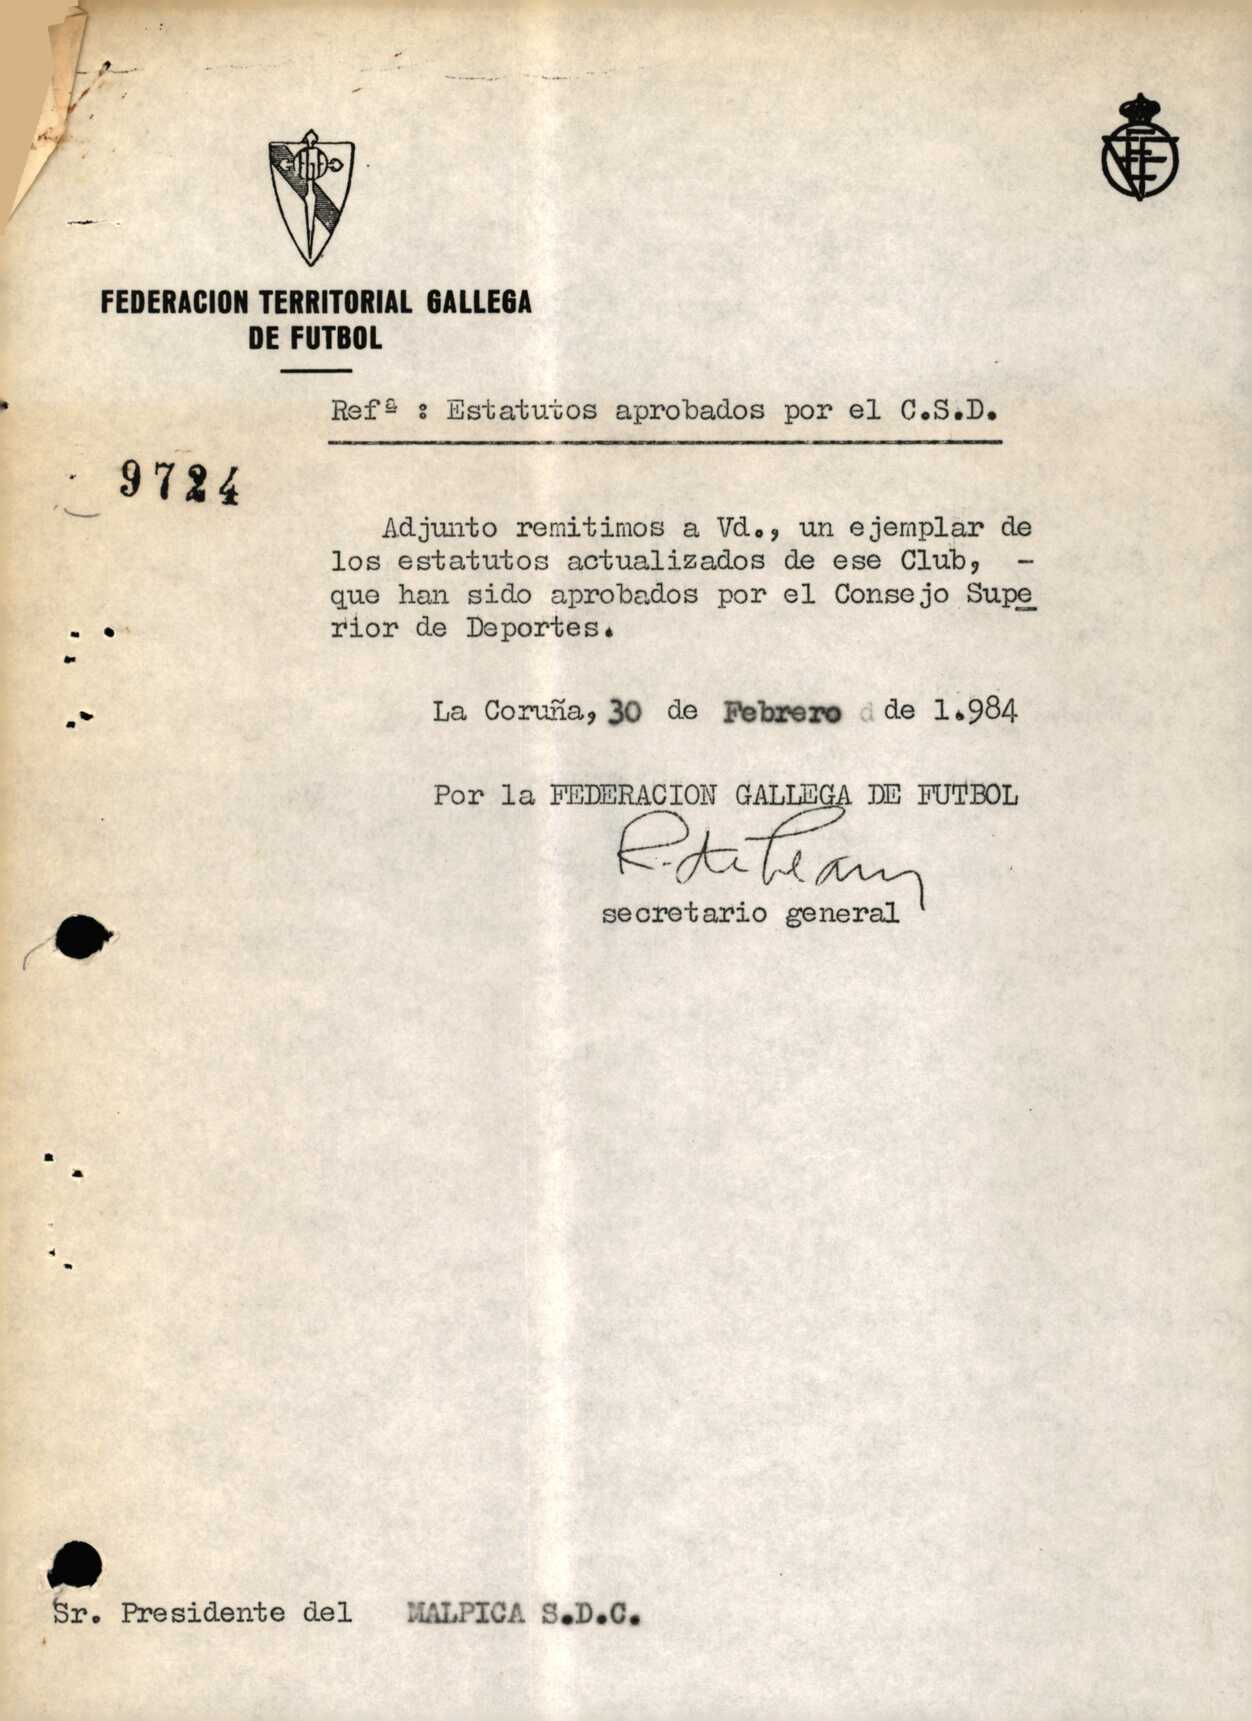 FEDERACION TERRITORIAL GALLEGA
DE FUTBOL
Refª : Estatutos aprobados por el C.S.D.
9724
Adjunto remitimos a Vd., un ejemplar de
los estatutos actualizados de ese Club, -
que han sido aprobados por el Consejo Supe
rior de Deportes.
La Coruña, 30 de Febrero d de 1.984
Por la FEDERACION GALLEGA DE FUTBOL
secretario general
Sr. Presidente del MALPICA S.D.C.